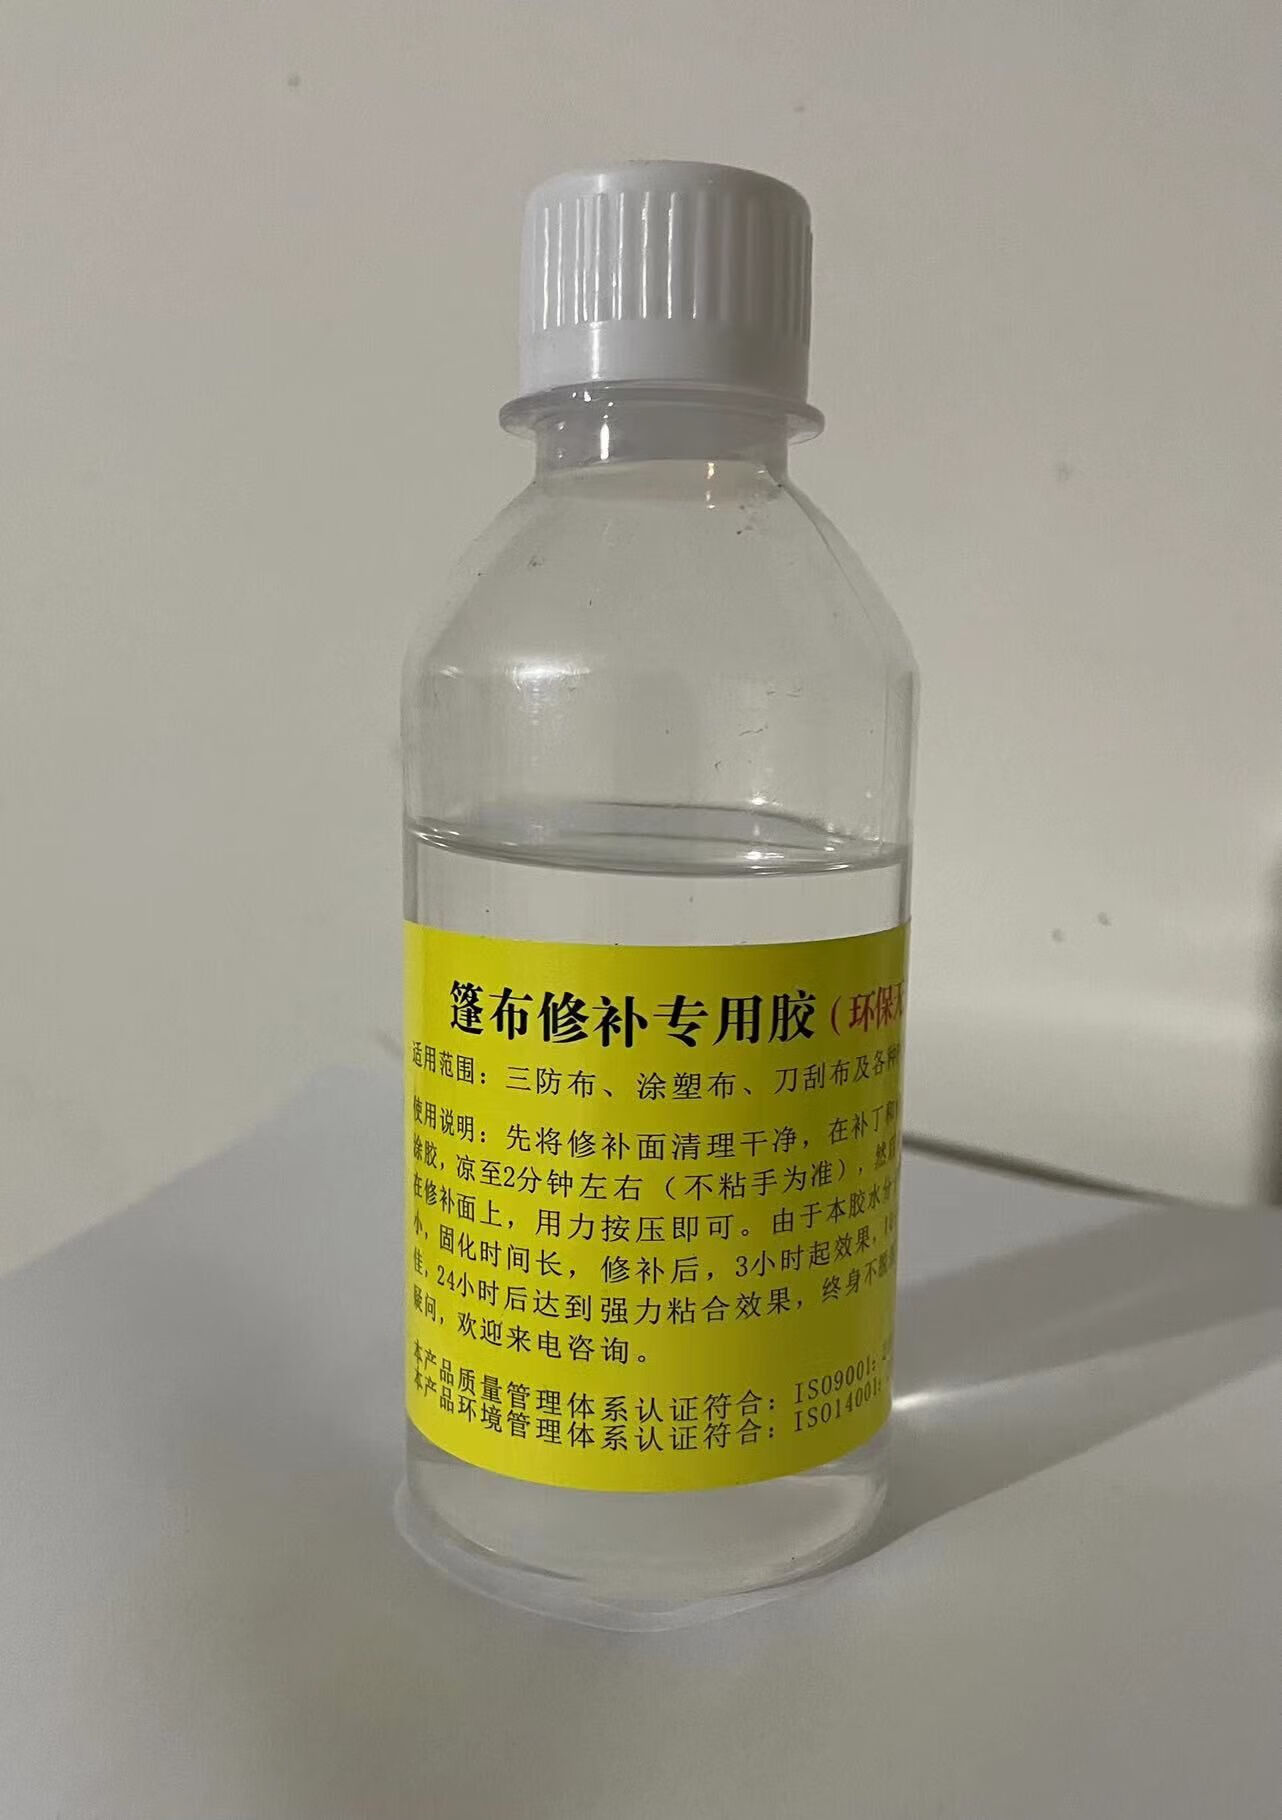 篷布修补专用胶（环保无
适用范围：三防布、涂塑布、刀刮布及各种
使用说明：先将修补面清理干净，在补丁和
涂胶，凉至2分钟左右（不粘手为准），然后
在修补面上，用力按压即可。由于本胶水分
小，固化时间长，修补后，3小时起效果，10
佳，24小时后达到强力粘合效果，终身不脱
疑问，欢迎来电咨询。
本产品质量管理体系认证符合：ISO9001:
本产品环境管理体系认证符合：ISO14001: